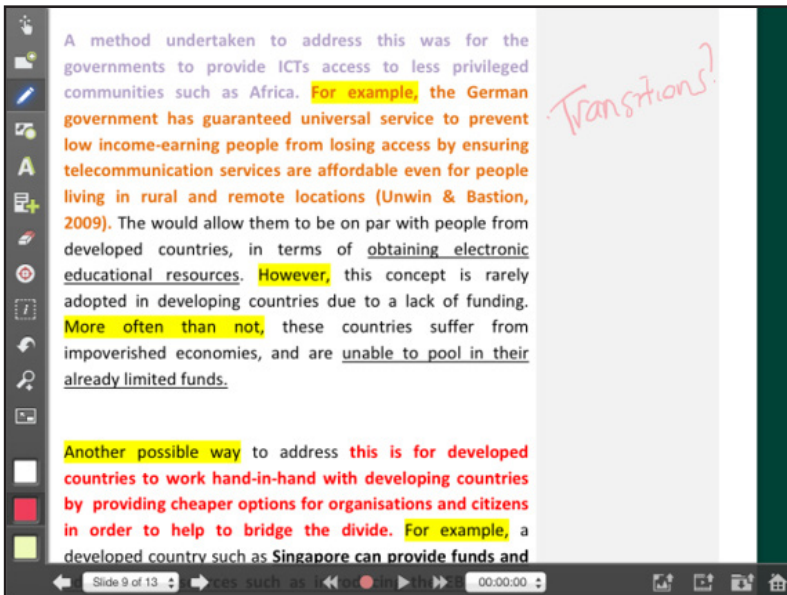 A method undertaken to address this was for the
governments to provide ICTs access to less privileged
communities such as Africa. For example, the German
government has guaranteed universal service to prevent
low income-earning people from losing access by ensuring
telecommunication services are affordable even for people
living in rural and remote locations (Unwin & Bastion,
2009). The would allow them to be on par with people from
developed countries, in terms of obtaining electronic
educational resources. However, this concept is rarely
adopted in developing countries due to a lack of funding.
More often than not, these countries suffer from
impoverished economies, and are unable to pool in their
already limited funds.
Transitions?
Another possible way to address this is for developed
countries to work hand-in-hand with developing countries
by providing cheaper options for organisations and citizens
in order to help to bridge the divide. For example, a
developed country such as Singapore can provide funds and
such as
Slide 9 of 13
00:00:00